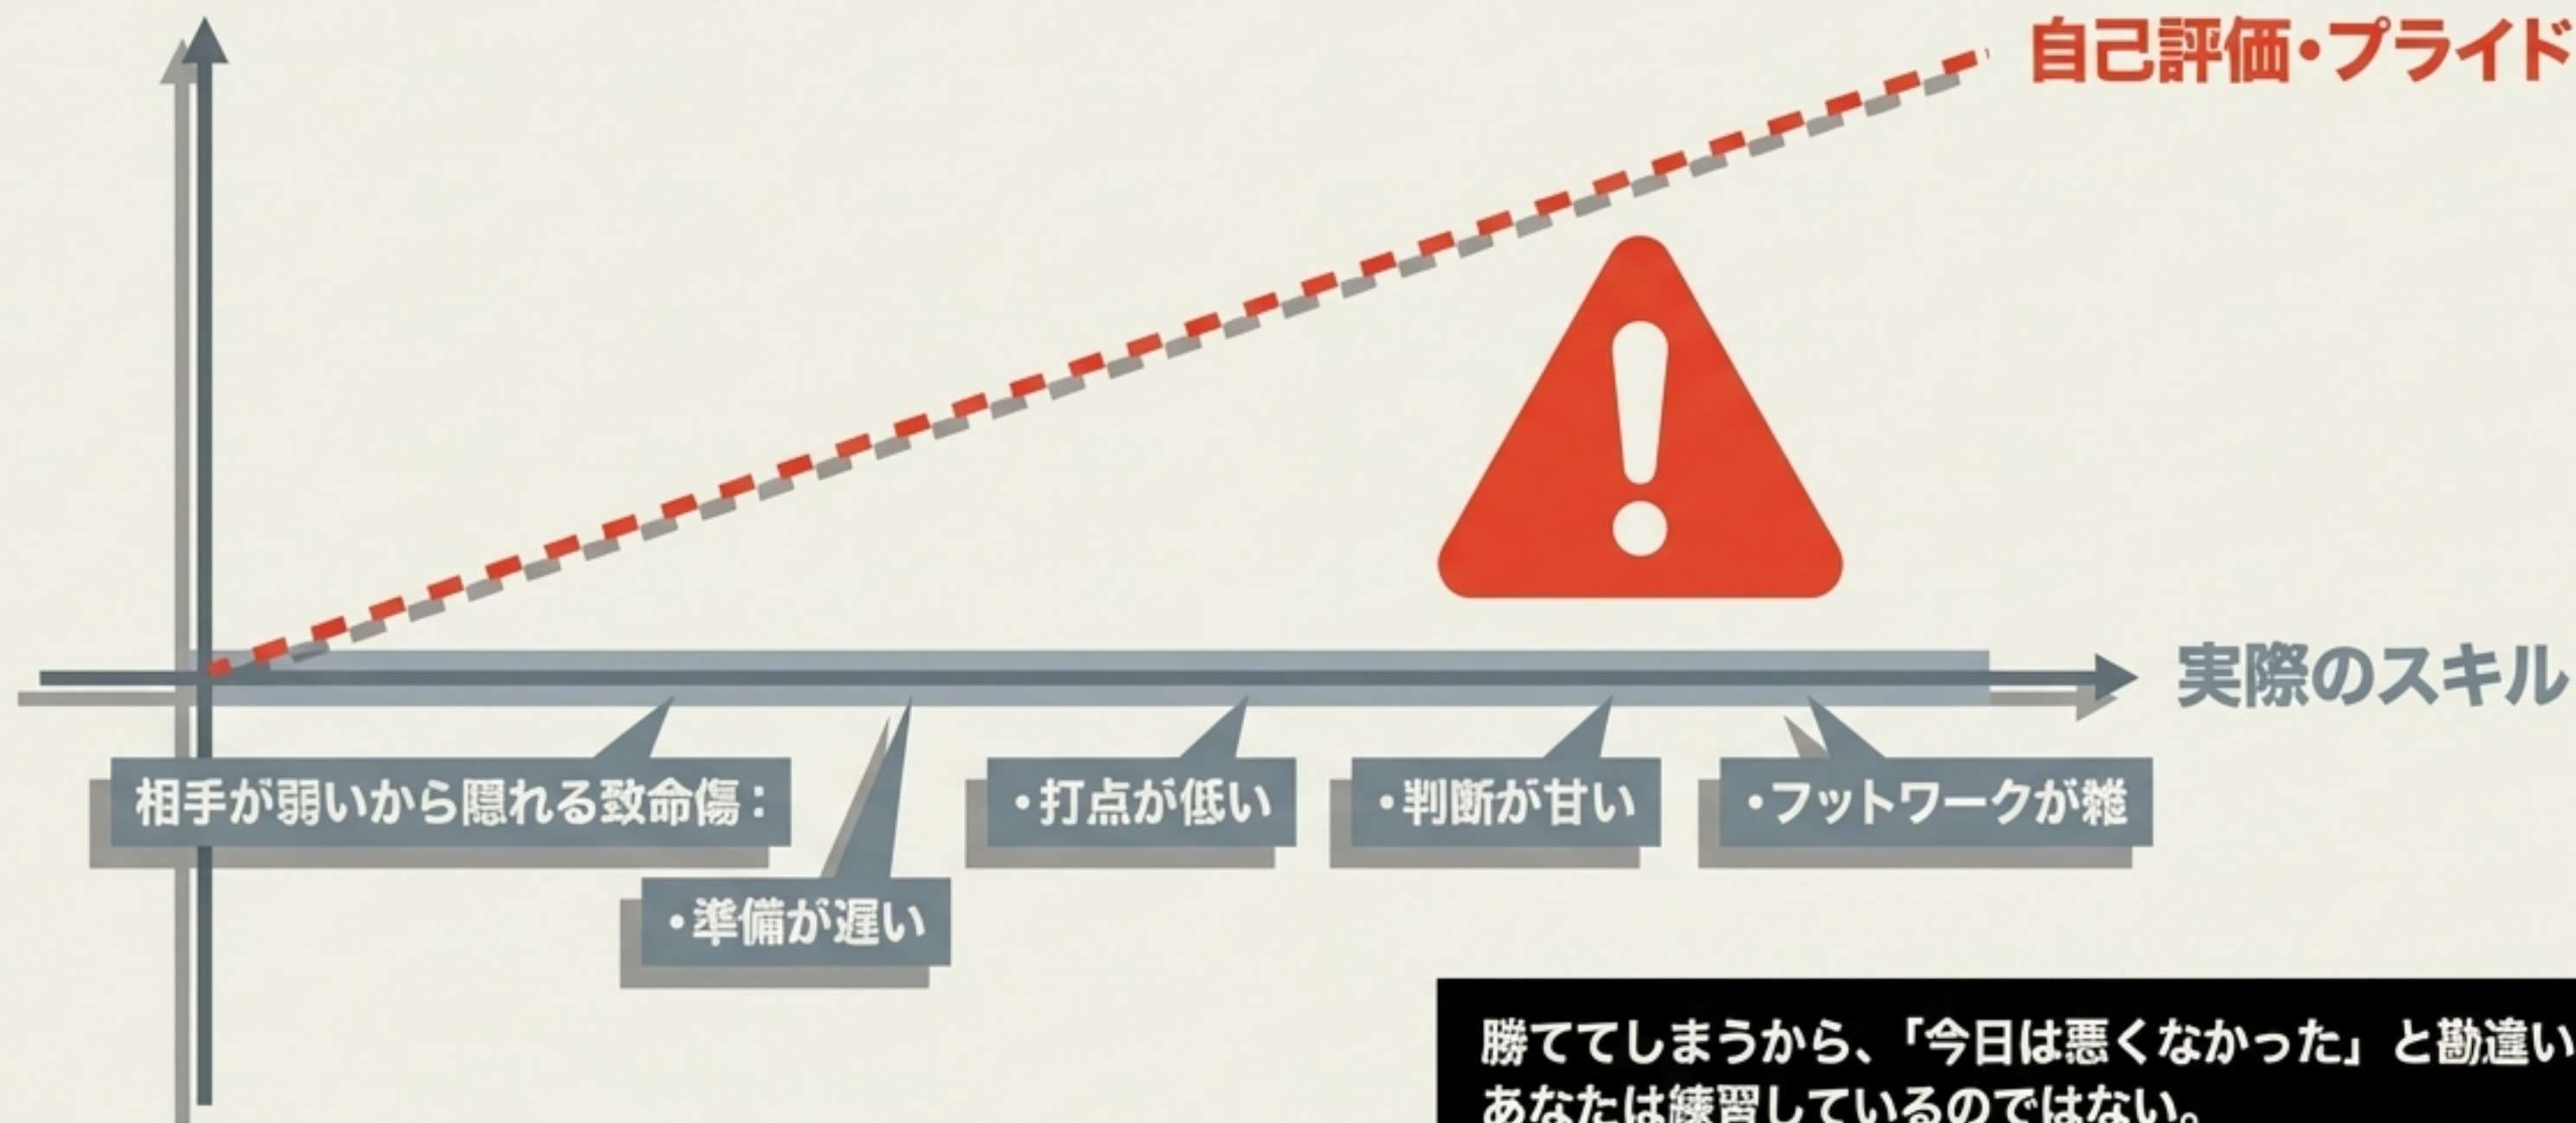 自己評価・プライド
実際のスキル
相手が弱いから隠れる致命傷：
・準備が遅い
・打点が低い
・判断が甘い
・フットワークが雑
勝ててしまうから、「今日は悪くなかった」と勘違い
あなたは練習しているのではない。